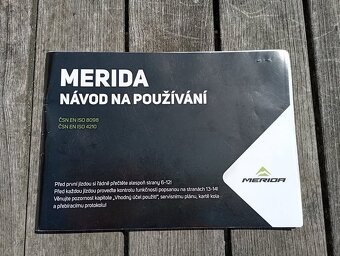 MERIDA
NÁVOD NA POUŽÍVÁNÍ
ČSN EN ISO 8098
ČSN EN ISO 4210
Před první jízdou si řádně přečtěte alespoň strany 6-12!
Před každou jízdou proveďte kontrolu funkčnosti popsanou na stranách 13-14!
Věnujte pozornost kapitole „Vhodný účel použití", servisnímu plánu, kartě kola
a přebíracímu protokolu!
MERIDA